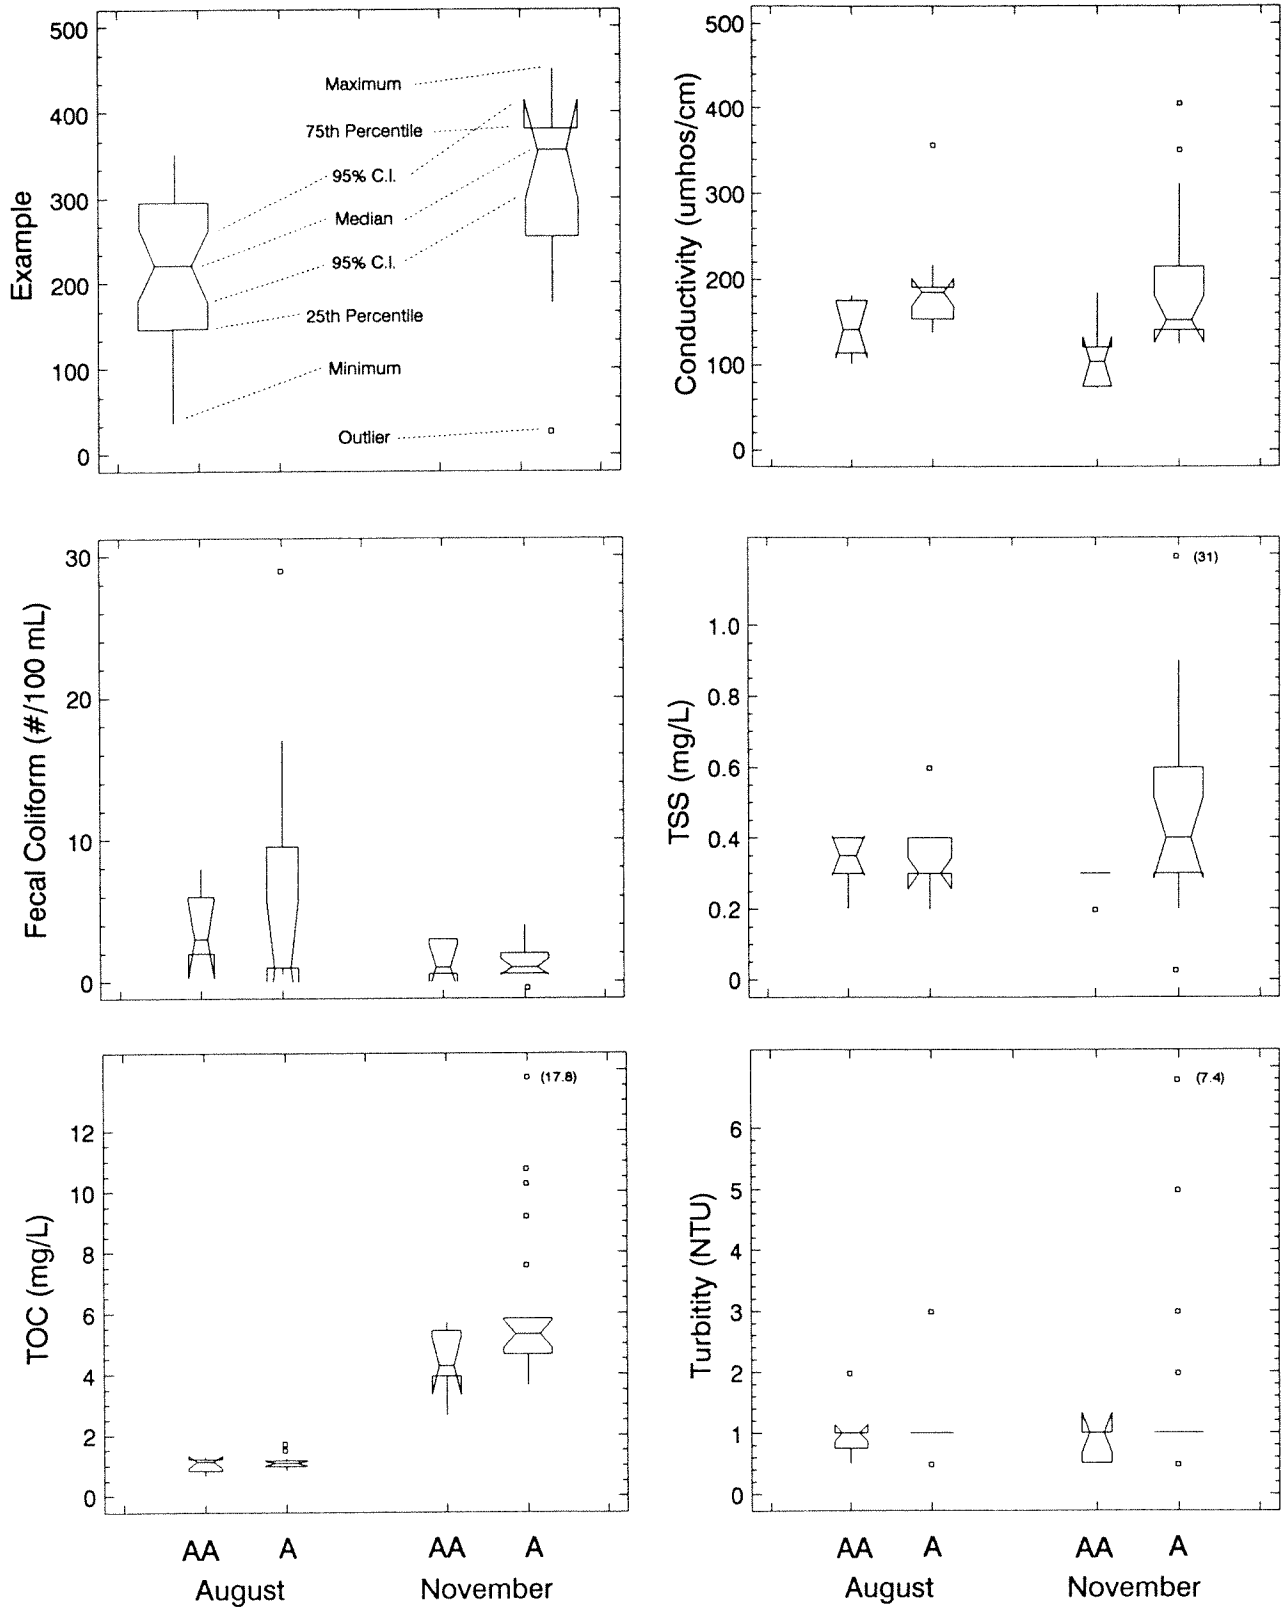 Example
500
400
300
200
100
0
Maximum
75th Percentile
95% C.I.
Median
95% C.I.
25th Percentile
Minimum
Outlier
Conductivity (umhos/cm)
500
400
300
200
100
0
Fecal Coliform (#/100 mL)
30
20
10
0
TSS (mg/L)
1.0
0.8
0.6
0.4
0.2
0
(31)
TOC (mg/L)
12
10
8
6
4
2
0
(17.8)
Turbitity (NTU)
6
5
4
3
2
1
0
(7.4)
AA A AA A
August November
AA A AA A
August November